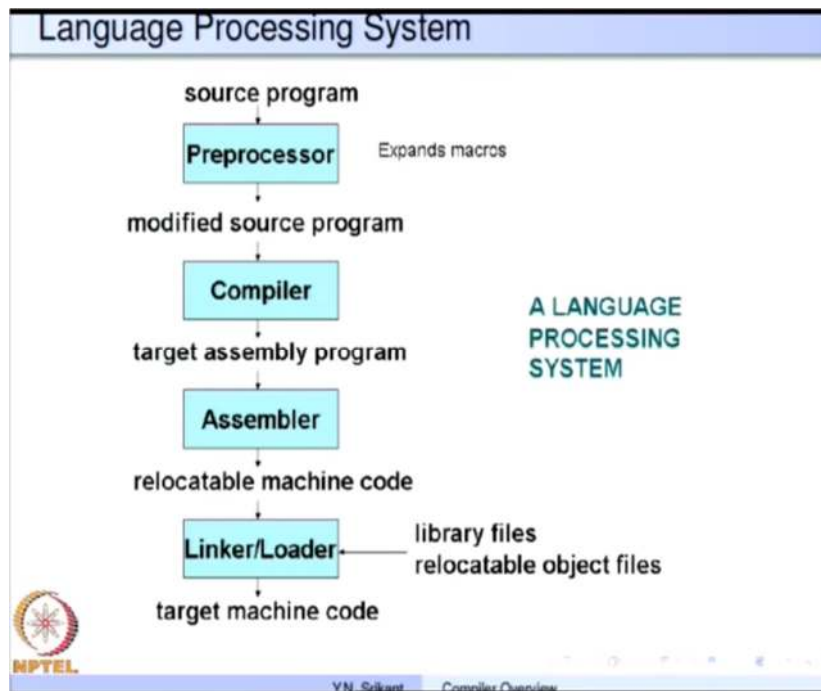 Language Processing System
source program
Preprocessor
Expands macros
modified source program
Compiler
A LANGUAGE
PROCESSING
SYSTEM
target assembly program
Assembler
relocatable machine code
Linker/Loader
library files
relocatable object files
target machine code
NPTEL
Y.N. Srikant Compiler Overview